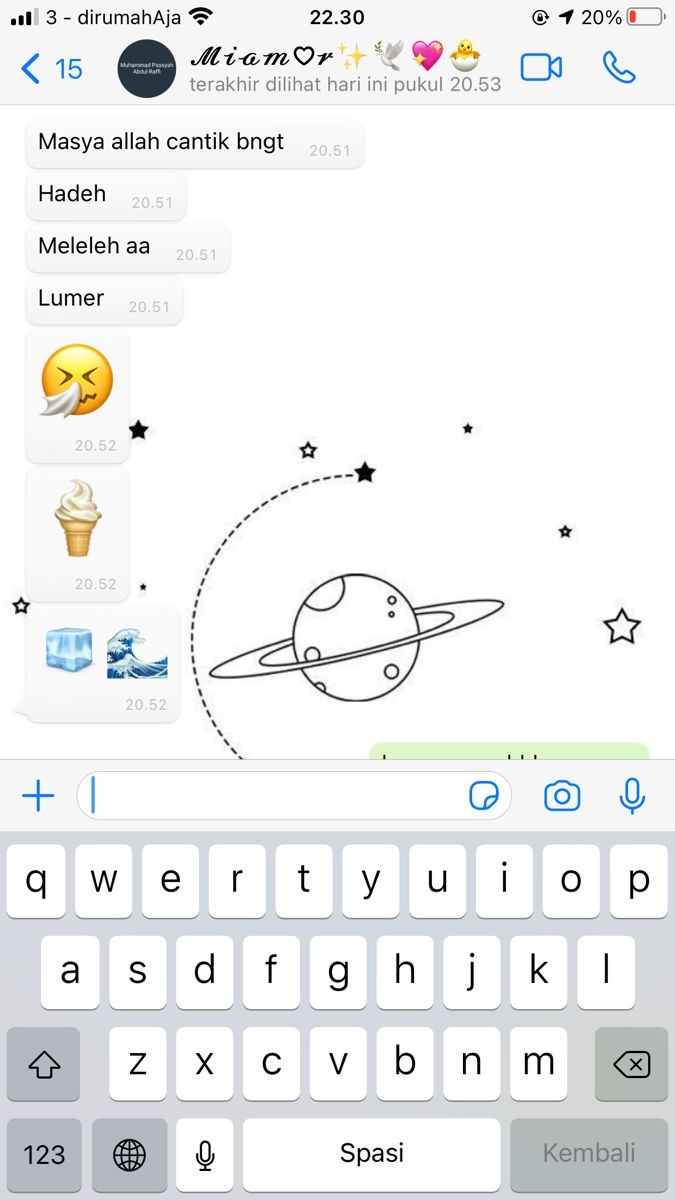 3 - dirumahAja 22.30 20%
15 𝓜𝓲𝓪𝓶♡𝓻✨🕊️💖🐣
Muhammad Passyah
Abdul Raffi
terakhir dilihat hari ini pukul 20.53
Masya allah cantik bngt 20.51
Hadeh 20.51
Meleleh aa 20.51
Lumer 20.51
20.52
20.52
20.52
q w e r t y u i o p
a s d f g h j k l
z x c v b n m
123 Spasi Kembali